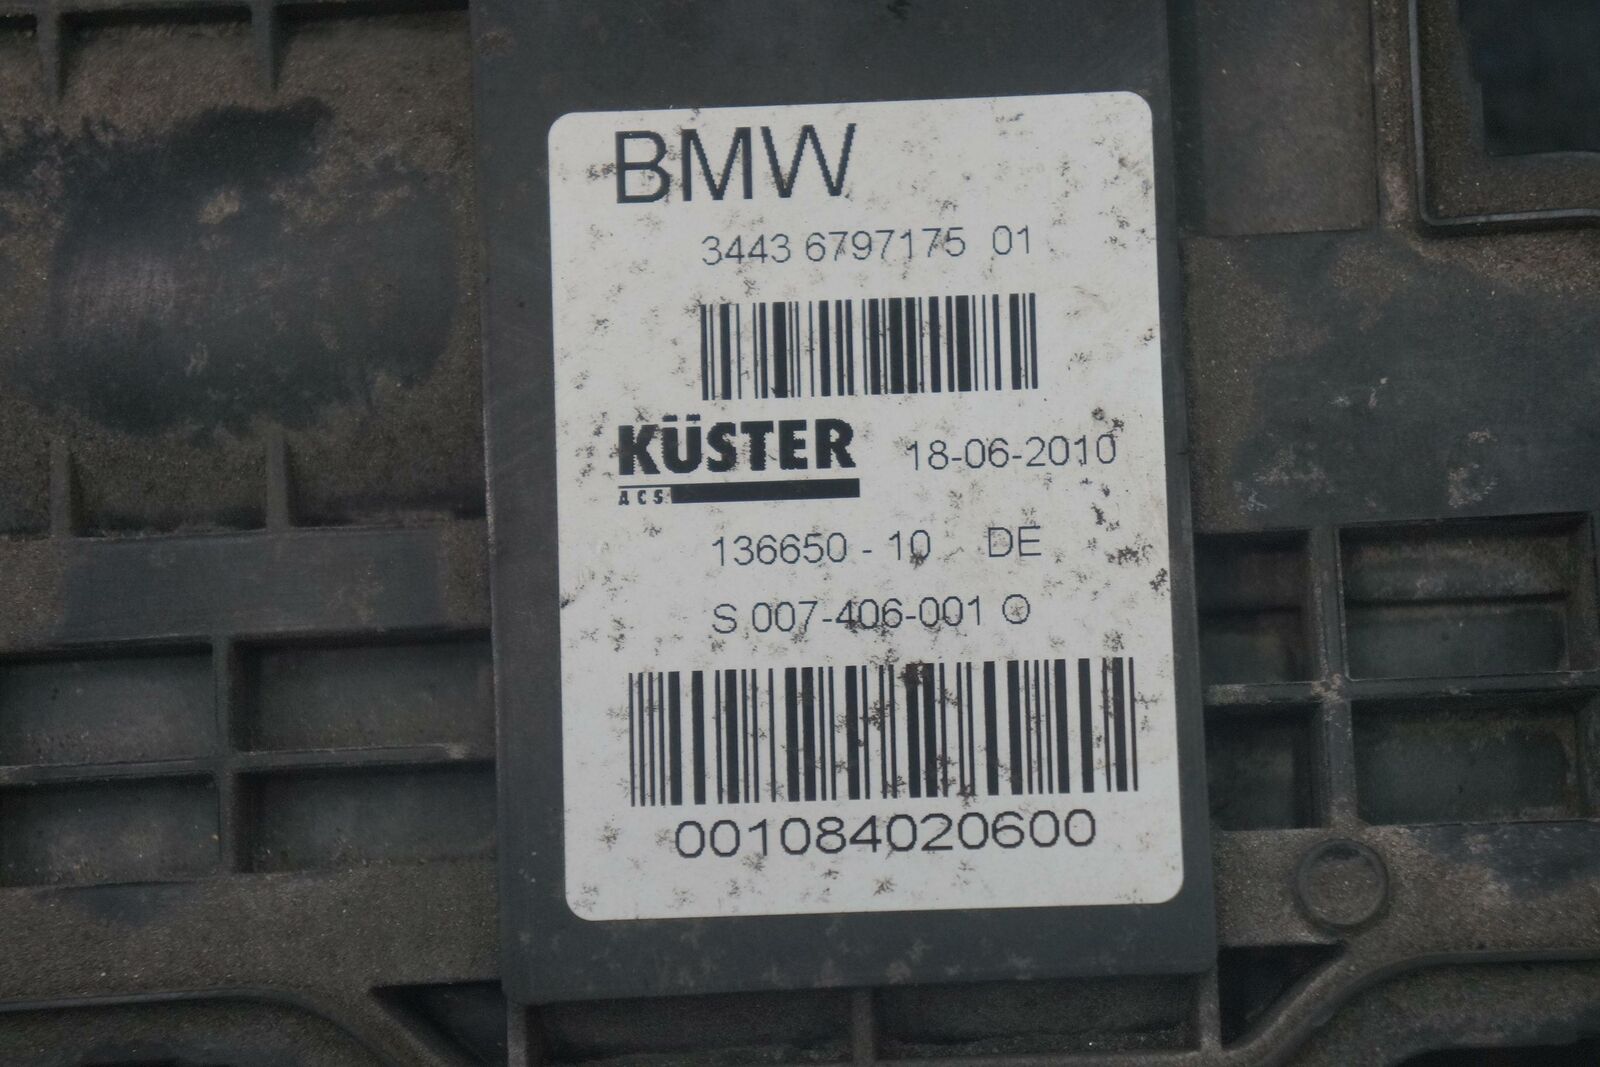 BMW
3443 6797175 01
KÜSTER 18-06-2010
ACS
136650 - 10 DE
S 007-406-001 O
001084020600